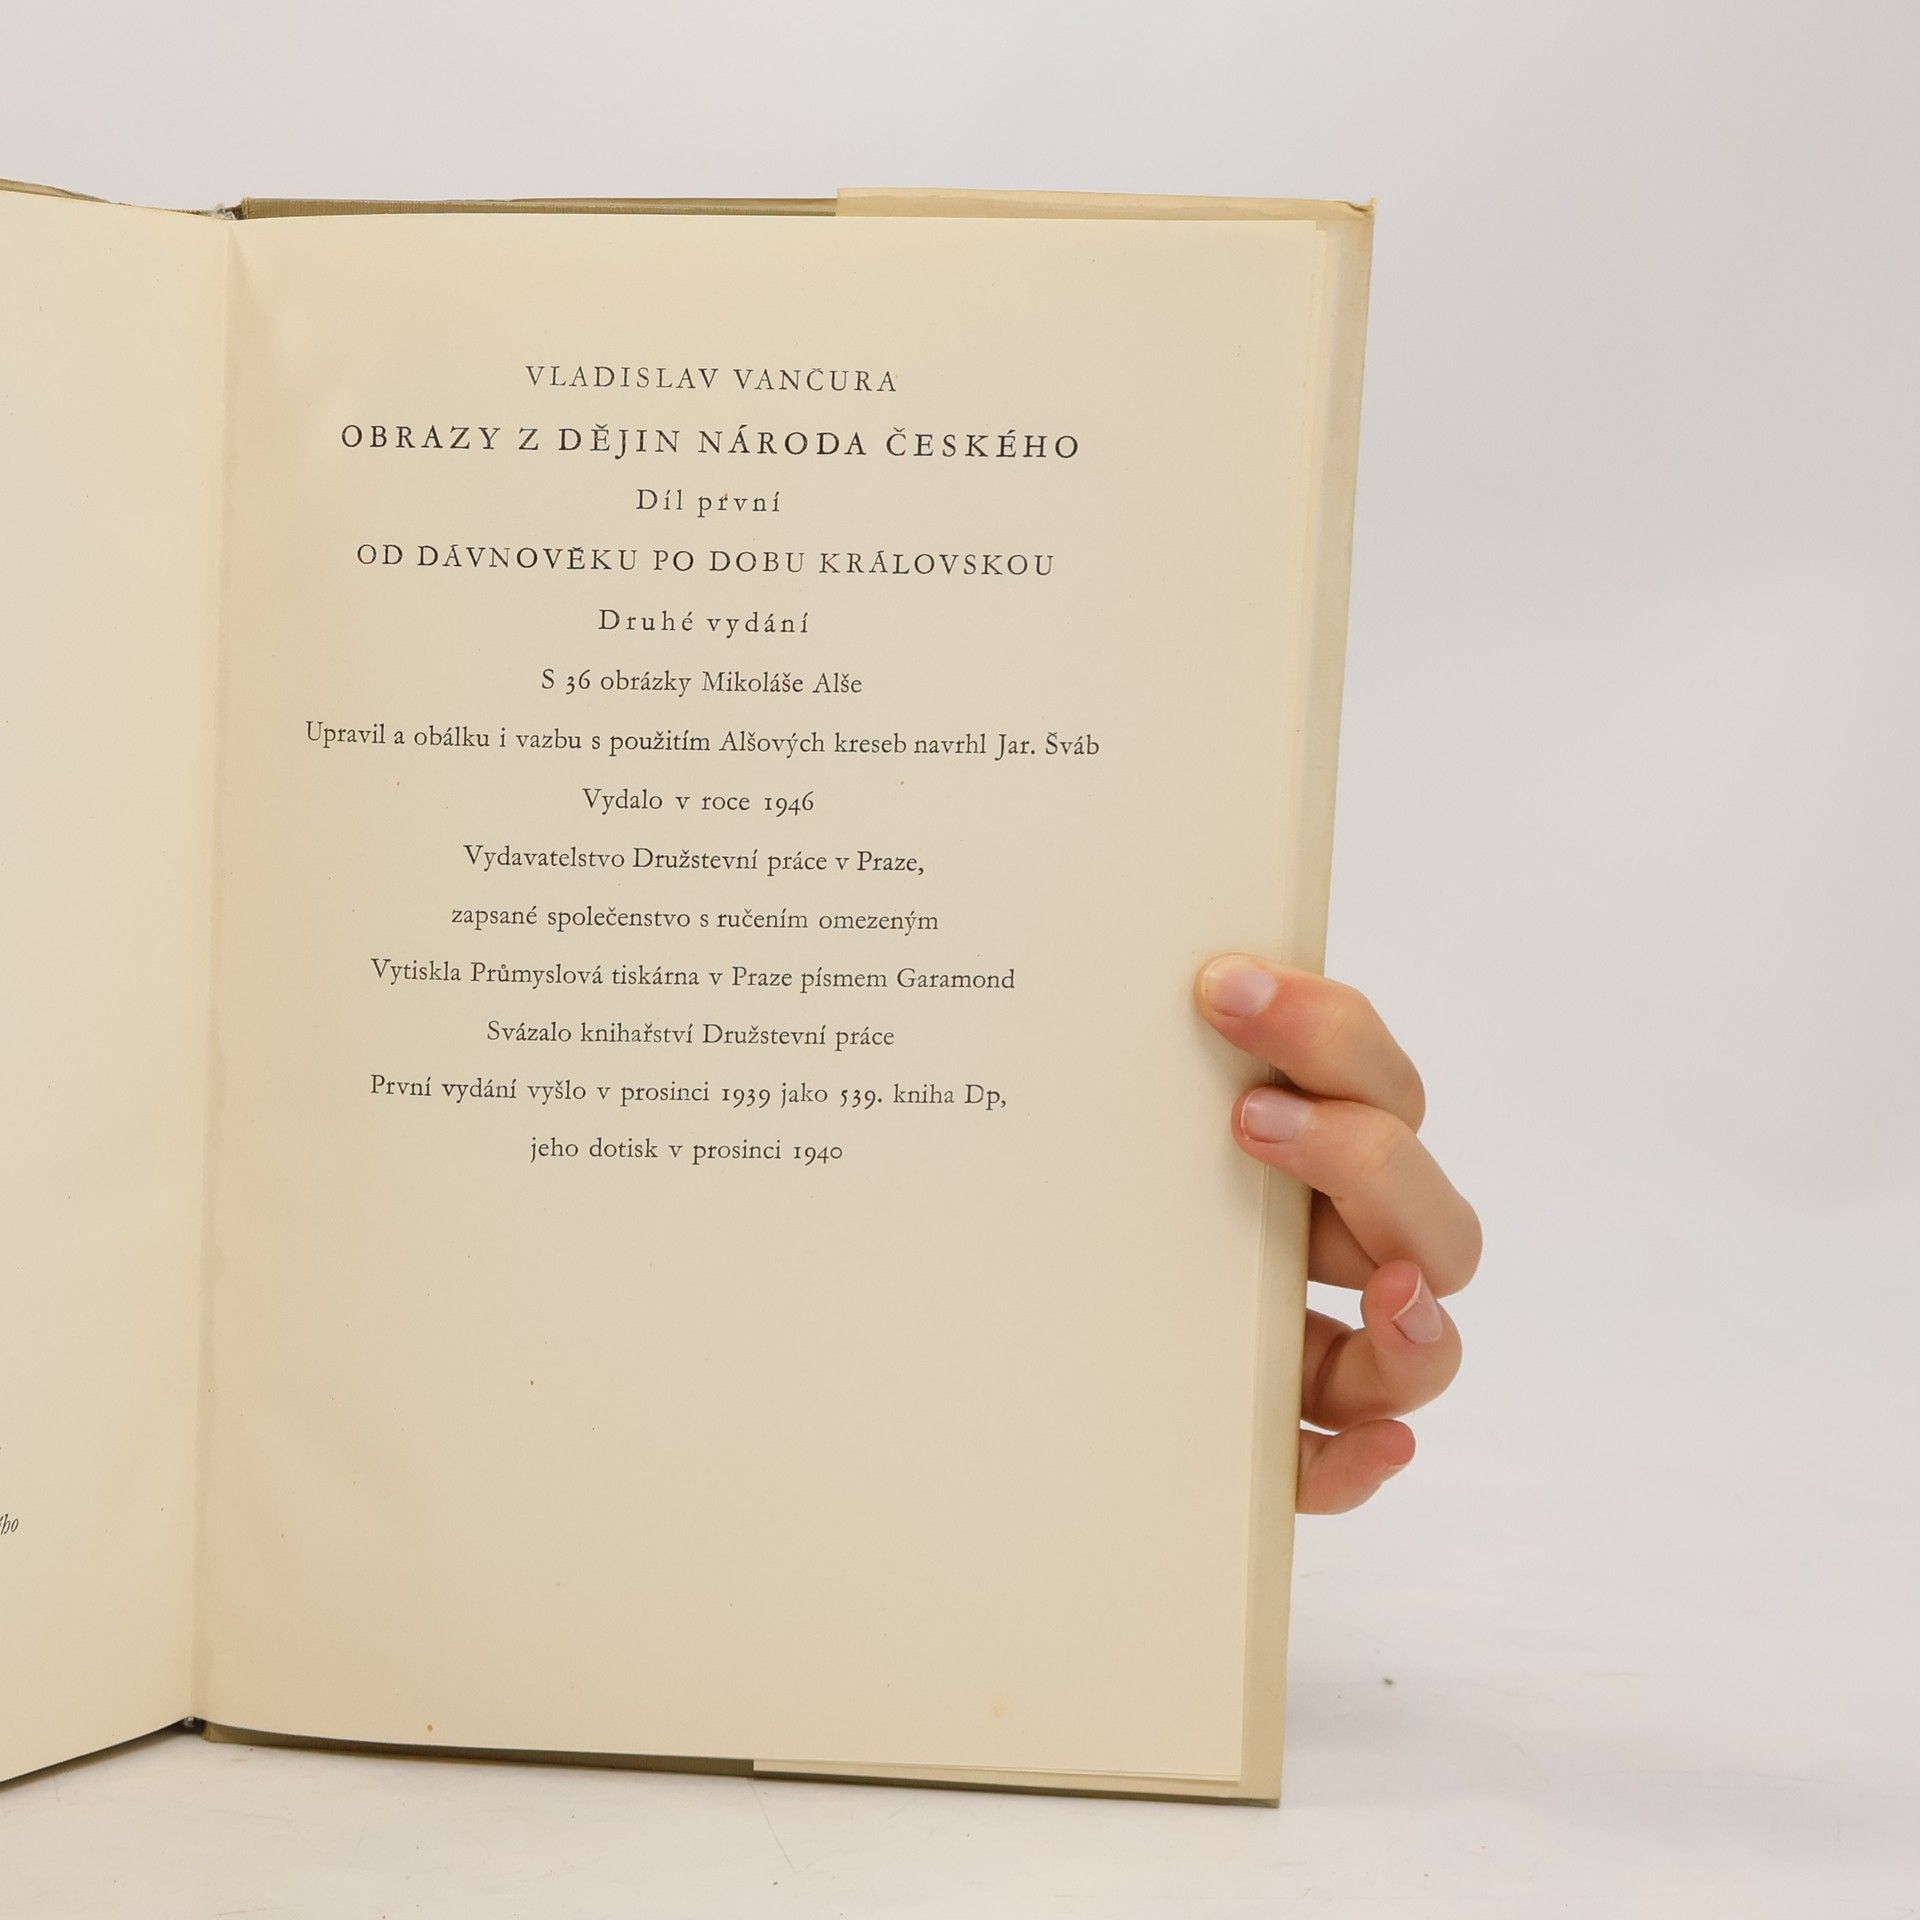 VLADISLAV VANČURA
OBRAZY Z DĚJIN NÁRODA ČESKÉHO
Díl první
OD DÁVNOVĚKU PO DOBU KRÁLOVSKOU
Druhé vydání
S 36 obrázky Mikoláše Alše
Upravil a obálku i vazbu s použitím Alšových kreseb navrhl Jar. Šváb
Vydalo v roce 1946
Vydavatelstvo Družstevní práce v Praze,
zapsané společenstvo s ručením omezeným
Vytiskla Průmyslová tiskárna v Praze písmem Garamond
Svázalo knihařství Družstevní práce
První vydání vyšlo v prosinci 1939 jako 539. kniha Dp,
jeho dotisk v prosinci 1940